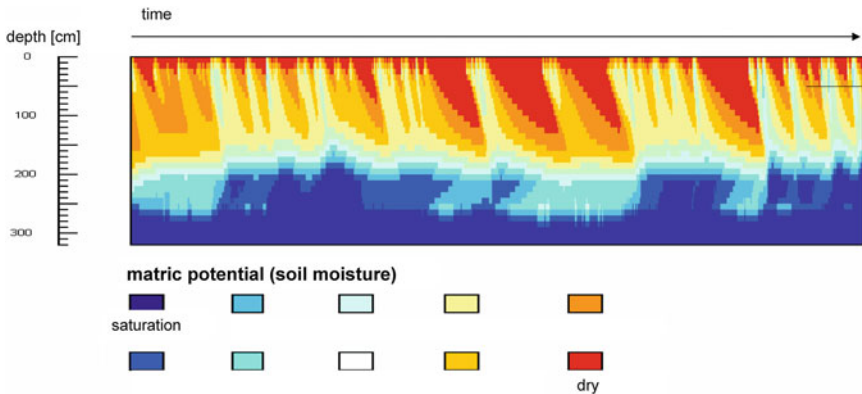 time
depth [cm]
0
100
200
300
matric potential (soil moisture)
saturation
dry